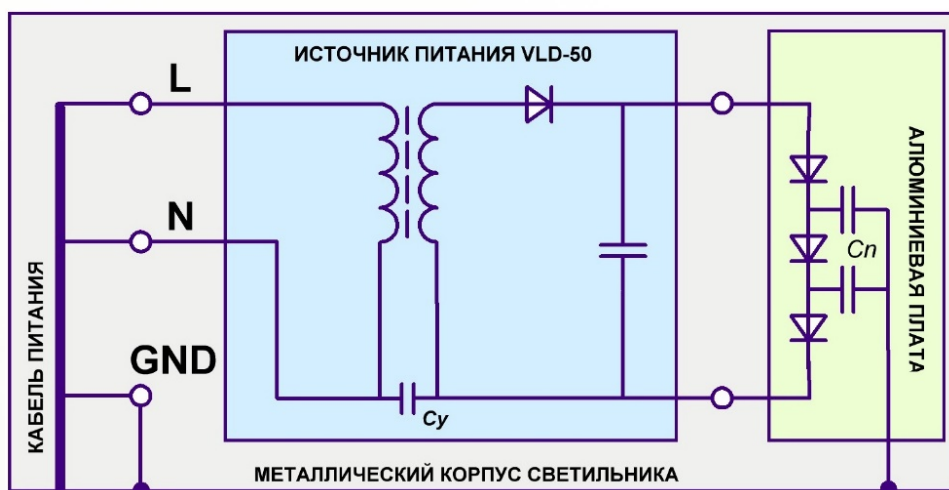 ИСТОЧНИК ПИТАНИЯ VLD-50
L
N
GND
Cy
Cп
КАБЕЛЬ ПИТАНИЯ
АЛЮМИНИЕВАЯ ПЛАТА
МЕТАЛЛИЧЕСКИЙ КОРПУС СВЕТИЛЬНИКА